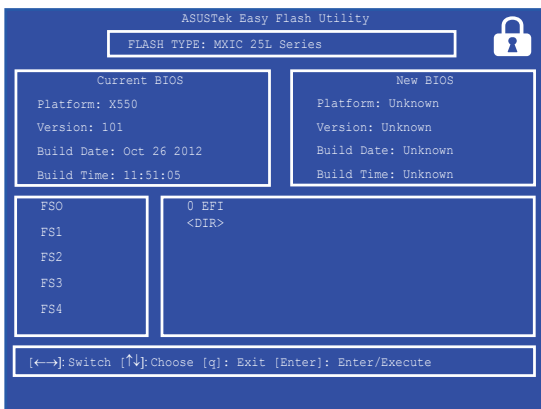 ASUSTek Easy Flash Utility
FLASH TYPE: MXIC 25L Series
Current BIOS
Platform: X550
Version: 101
Build Date: Oct 26 2012
Build Time: 11:51:05
New BIOS
Platform: Unknown
Version: Unknown
Build Date: Unknown
Build Time: Unknown
FSO
FS1
FS2
FS3
FS4
0 EFI
<DIR>
[←→]: Switch [↑↓]: Choose [q]: Exit [Enter]: Enter/Execute